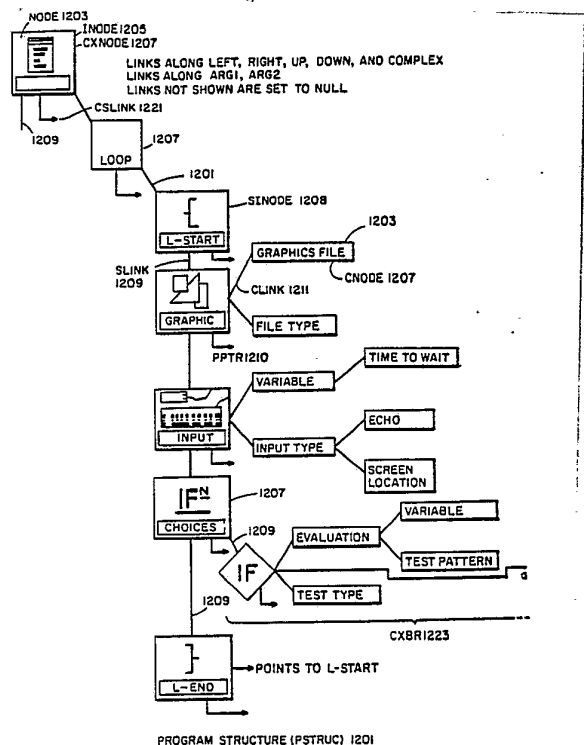 NODE 1203
INODE 1205
CXNODE 1207
LINKS ALONG LEFT, RIGHT, UP, DOWN, AND COMPLEX
LINKS ALONG ARG1, ARG2
LINKS NOT SHOWN ARE SET TO NULL
CSLINK 1221
1209
1207
LOOP
1201
SINODE 1208
L-START
1203
GRAPHICS FILE
SLINK
1209
CNODE 1207
CLINK 1211
GRAPHIC
FILE TYPE
PPTR1210
TIME TO WAIT
VARIABLE
INPUT
INPUT TYPE
ECHO
SCREEN
LOCATION
IFN
1207
CHOICES
1209
VARIABLE
EVALUATION
IF
TEST PATTERN
TEST TYPE
1209
CXBR1223
L-END
POINTS TO L-START
PROGRAM STRUCTURE (PSTRUC) 1201